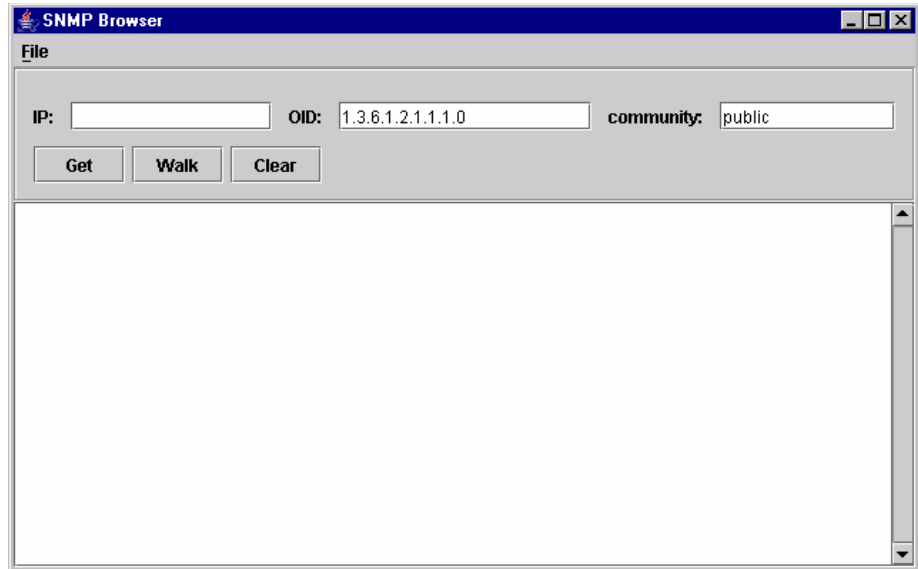 SNMP Browser
File
IP: OID: 1.3.6.1.2.1.1.1.0 community: public
Get Walk Clear